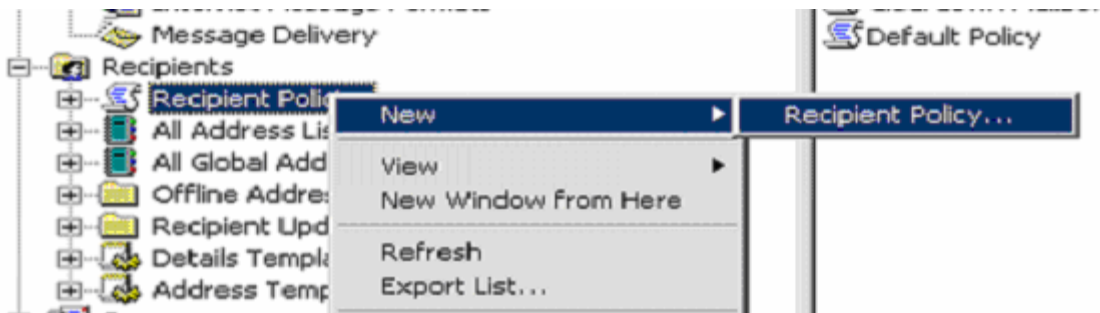 Message Delivery
Default Policy
Recipients
Recipient Polic
New
Recipient Policy...
All Address Lis
All Global Add
View
Offline Addre
New Window from Here
Recipient Upd
Details Templa
Refresh
Address Temp
Export List...